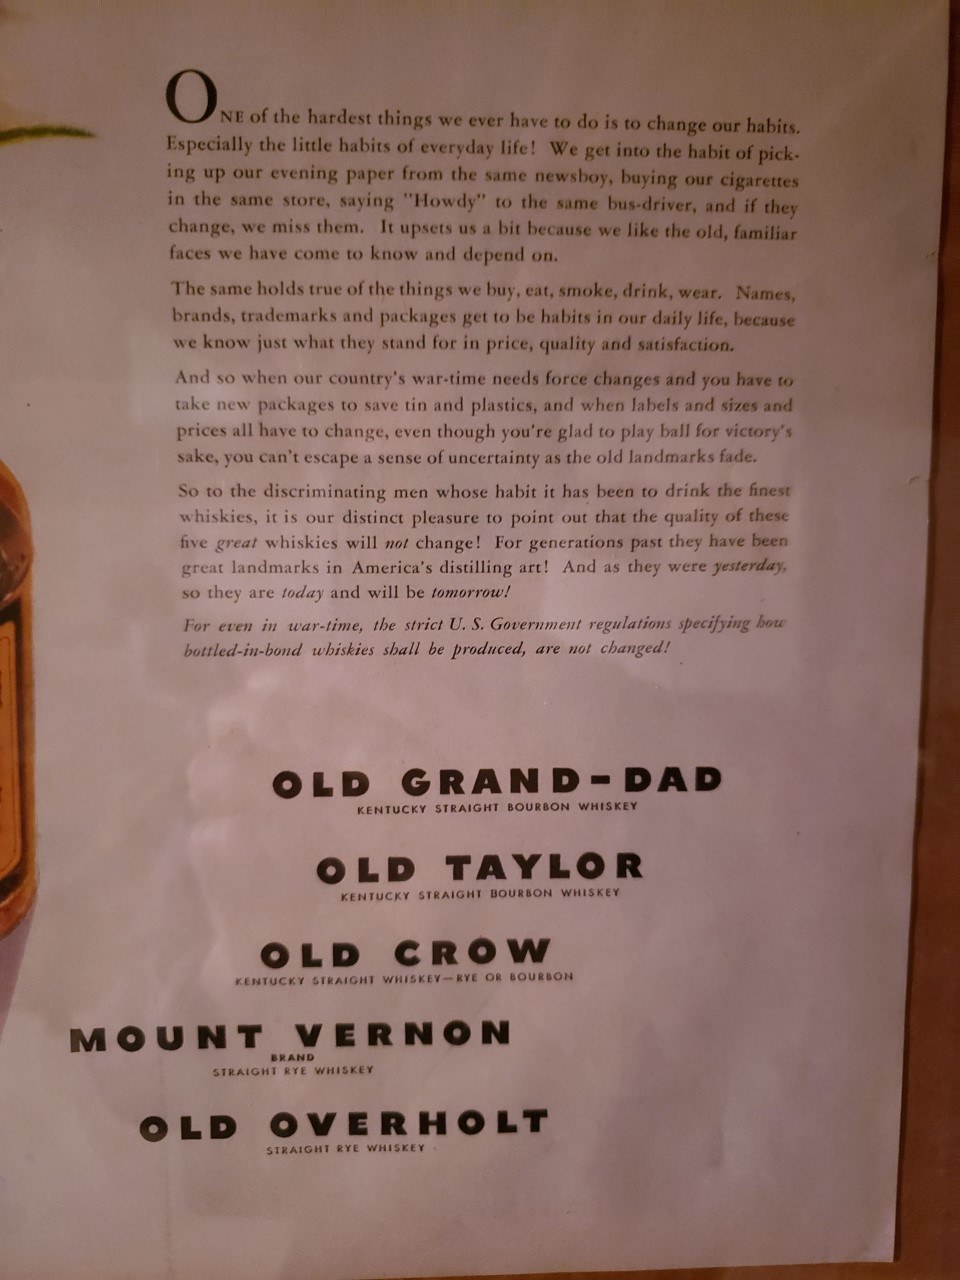 ONE of the hardest things we ever have to do is to change our habits.
Especially the little habits of everyday life! We get into the habit of pick-
ing up our evening paper from the same newsboy, buying our cigarettes
in the same store, saying "Howdy" to the same bus-driver, and if they
change, we miss them. It upsets us a bit because we like the old, familiar
faces we have come to know and depend on.
The same holds true of the things we buy, eat, smoke, drink, wear. Names,
brands, trademarks and packages get to be habits in our daily life, because
we know just what they stand for in price, quality and satisfaction.
And so when our country's war-time needs force changes and you have to
take new packages to save tin and plastics, and when labels and sizes and
prices all have to change, even though you're glad to play ball for victory's
sake, you can't escape a sense of uncertainty as the old landmarks fade.
So to the discriminating men whose habit it has been to drink the finest
whiskies, it is our distinct pleasure to point out that the quality of these
five great whiskies will not change! For generations past they have been
great landmarks in America's distilling art! And as they were yesterday,
so they are today and will be tomorrow!
For even in war-time, the strict U. S. Government regulations specifying how
bottled-in-bond whiskies shall be produced, are not changed!
OLD GRAND-DAD
KENTUCKY STRAIGHT BOURBON WHISKEY
OLD TAYLOR
KENTUCKY STRAIGHT BOURBON WHISKEY
OLD CROW
KENTUCKY STRAIGHT WHISKEY—RYE OR BOURBON
MOUNT VERNON
BRAND
STRAIGHT RYE WHISKEY
OLD OVERHOLT
STRAIGHT RYE WHISKEY